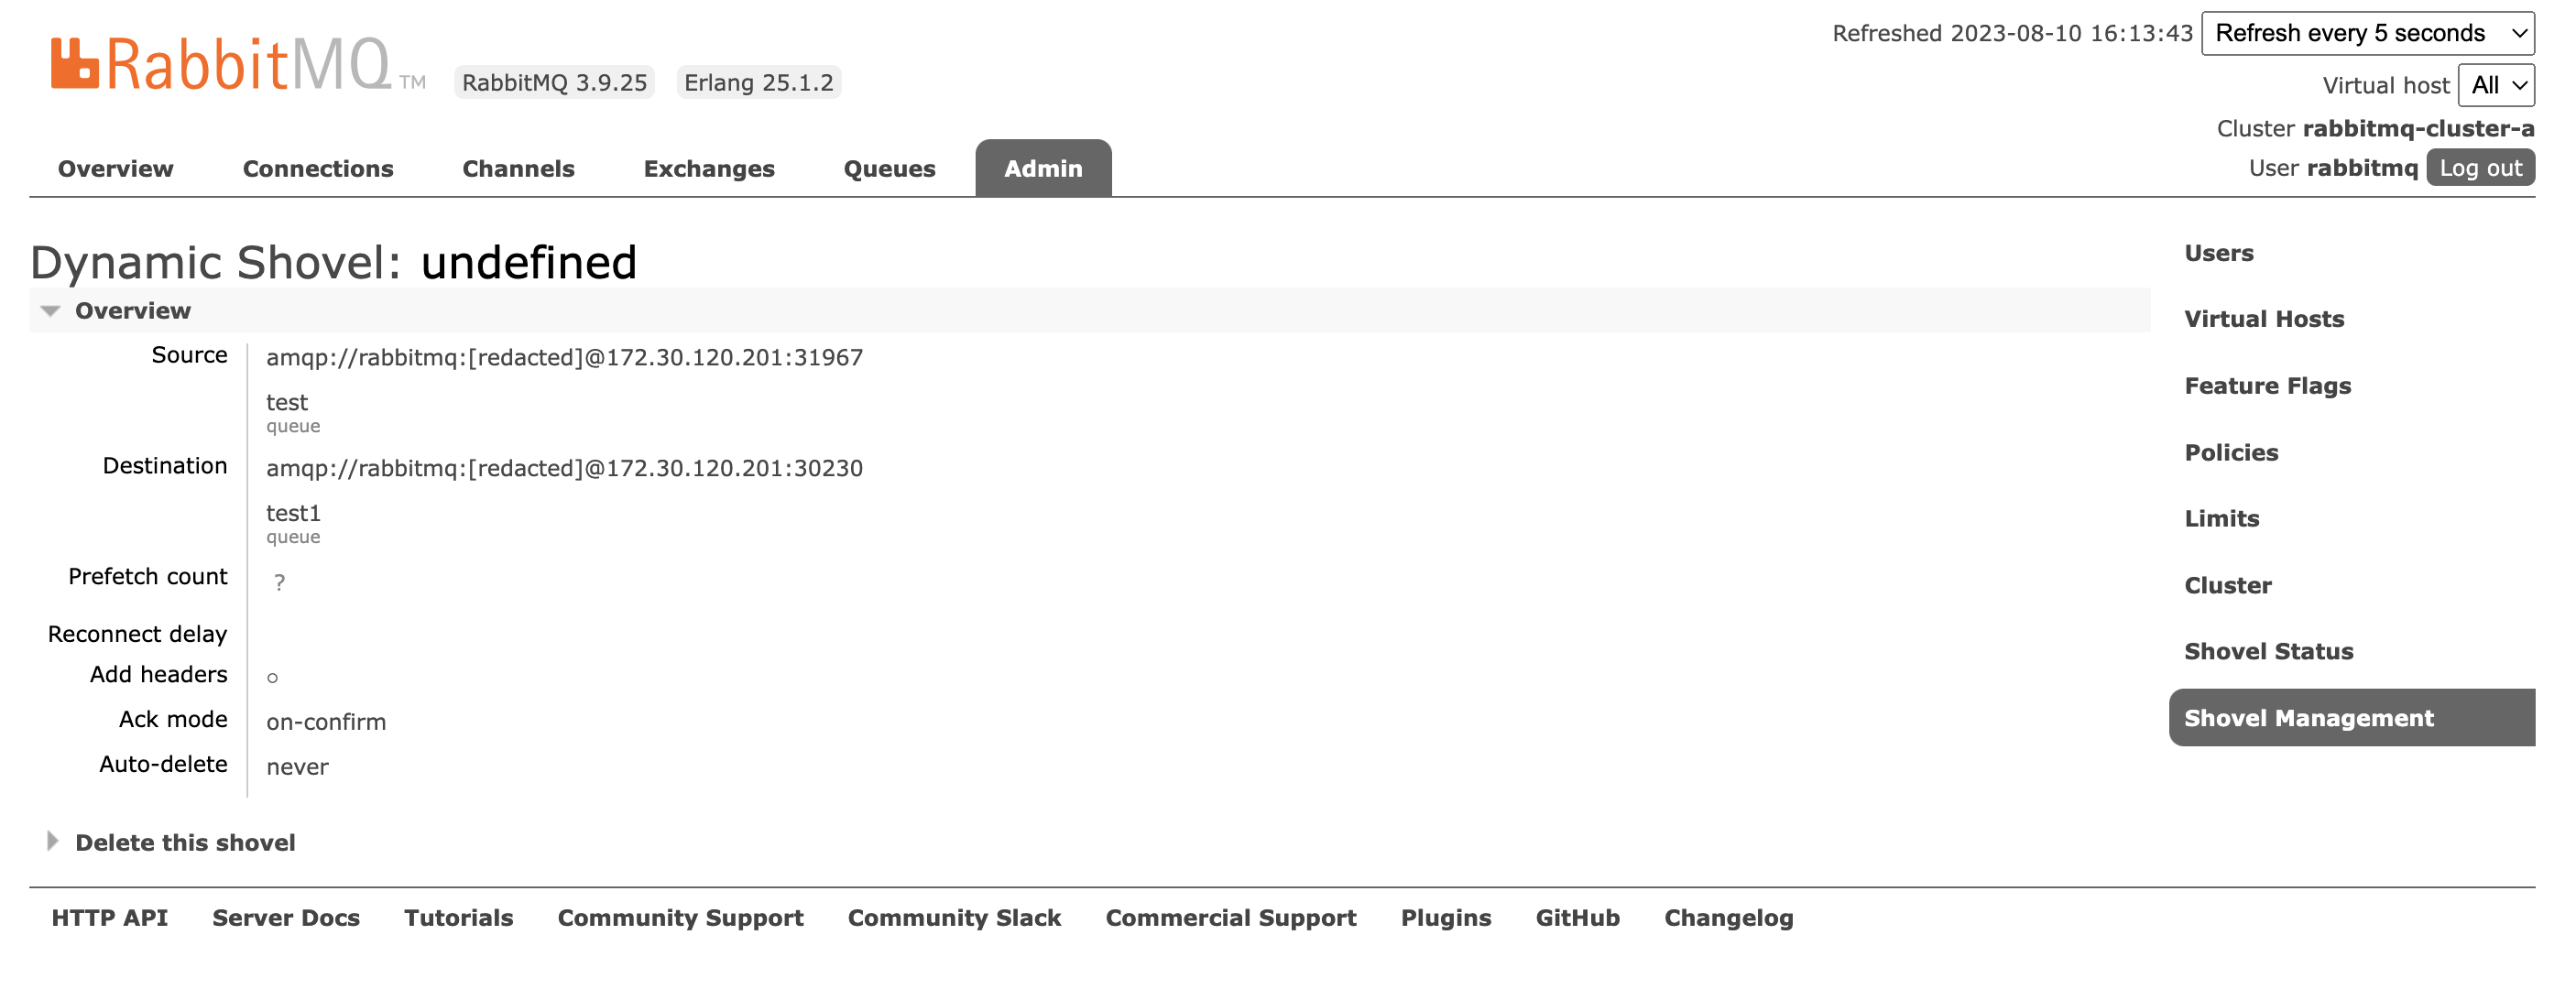 Refreshed 2023-08-10 16:13:43 Refresh every 5 seconds
RabbitMQ TM RabbitMQ 3.9.25 Erlang 25.1.2
Virtual host All
Cluster rabbitmq-cluster-a
User rabbitmq Log out
Overview Connections Channels Exchanges Queues Admin
Dynamic Shovel: undefined
Overview
Source amqp://rabbitmq:[redacted]@172.30.120.201:31967
test
queue
Destination amqp://rabbitmq:[redacted]@172.30.120.201:30230
test1
queue
Prefetch count ?
Reconnect delay
Add headers
Ack mode on-confirm
Auto-delete never
Delete this shovel
Users
Virtual Hosts
Feature Flags
Policies
Limits
Cluster
Shovel Status
Shovel Management
HTTP API Server Docs Tutorials Community Support Community Slack Commercial Support Plugins GitHub Changelog